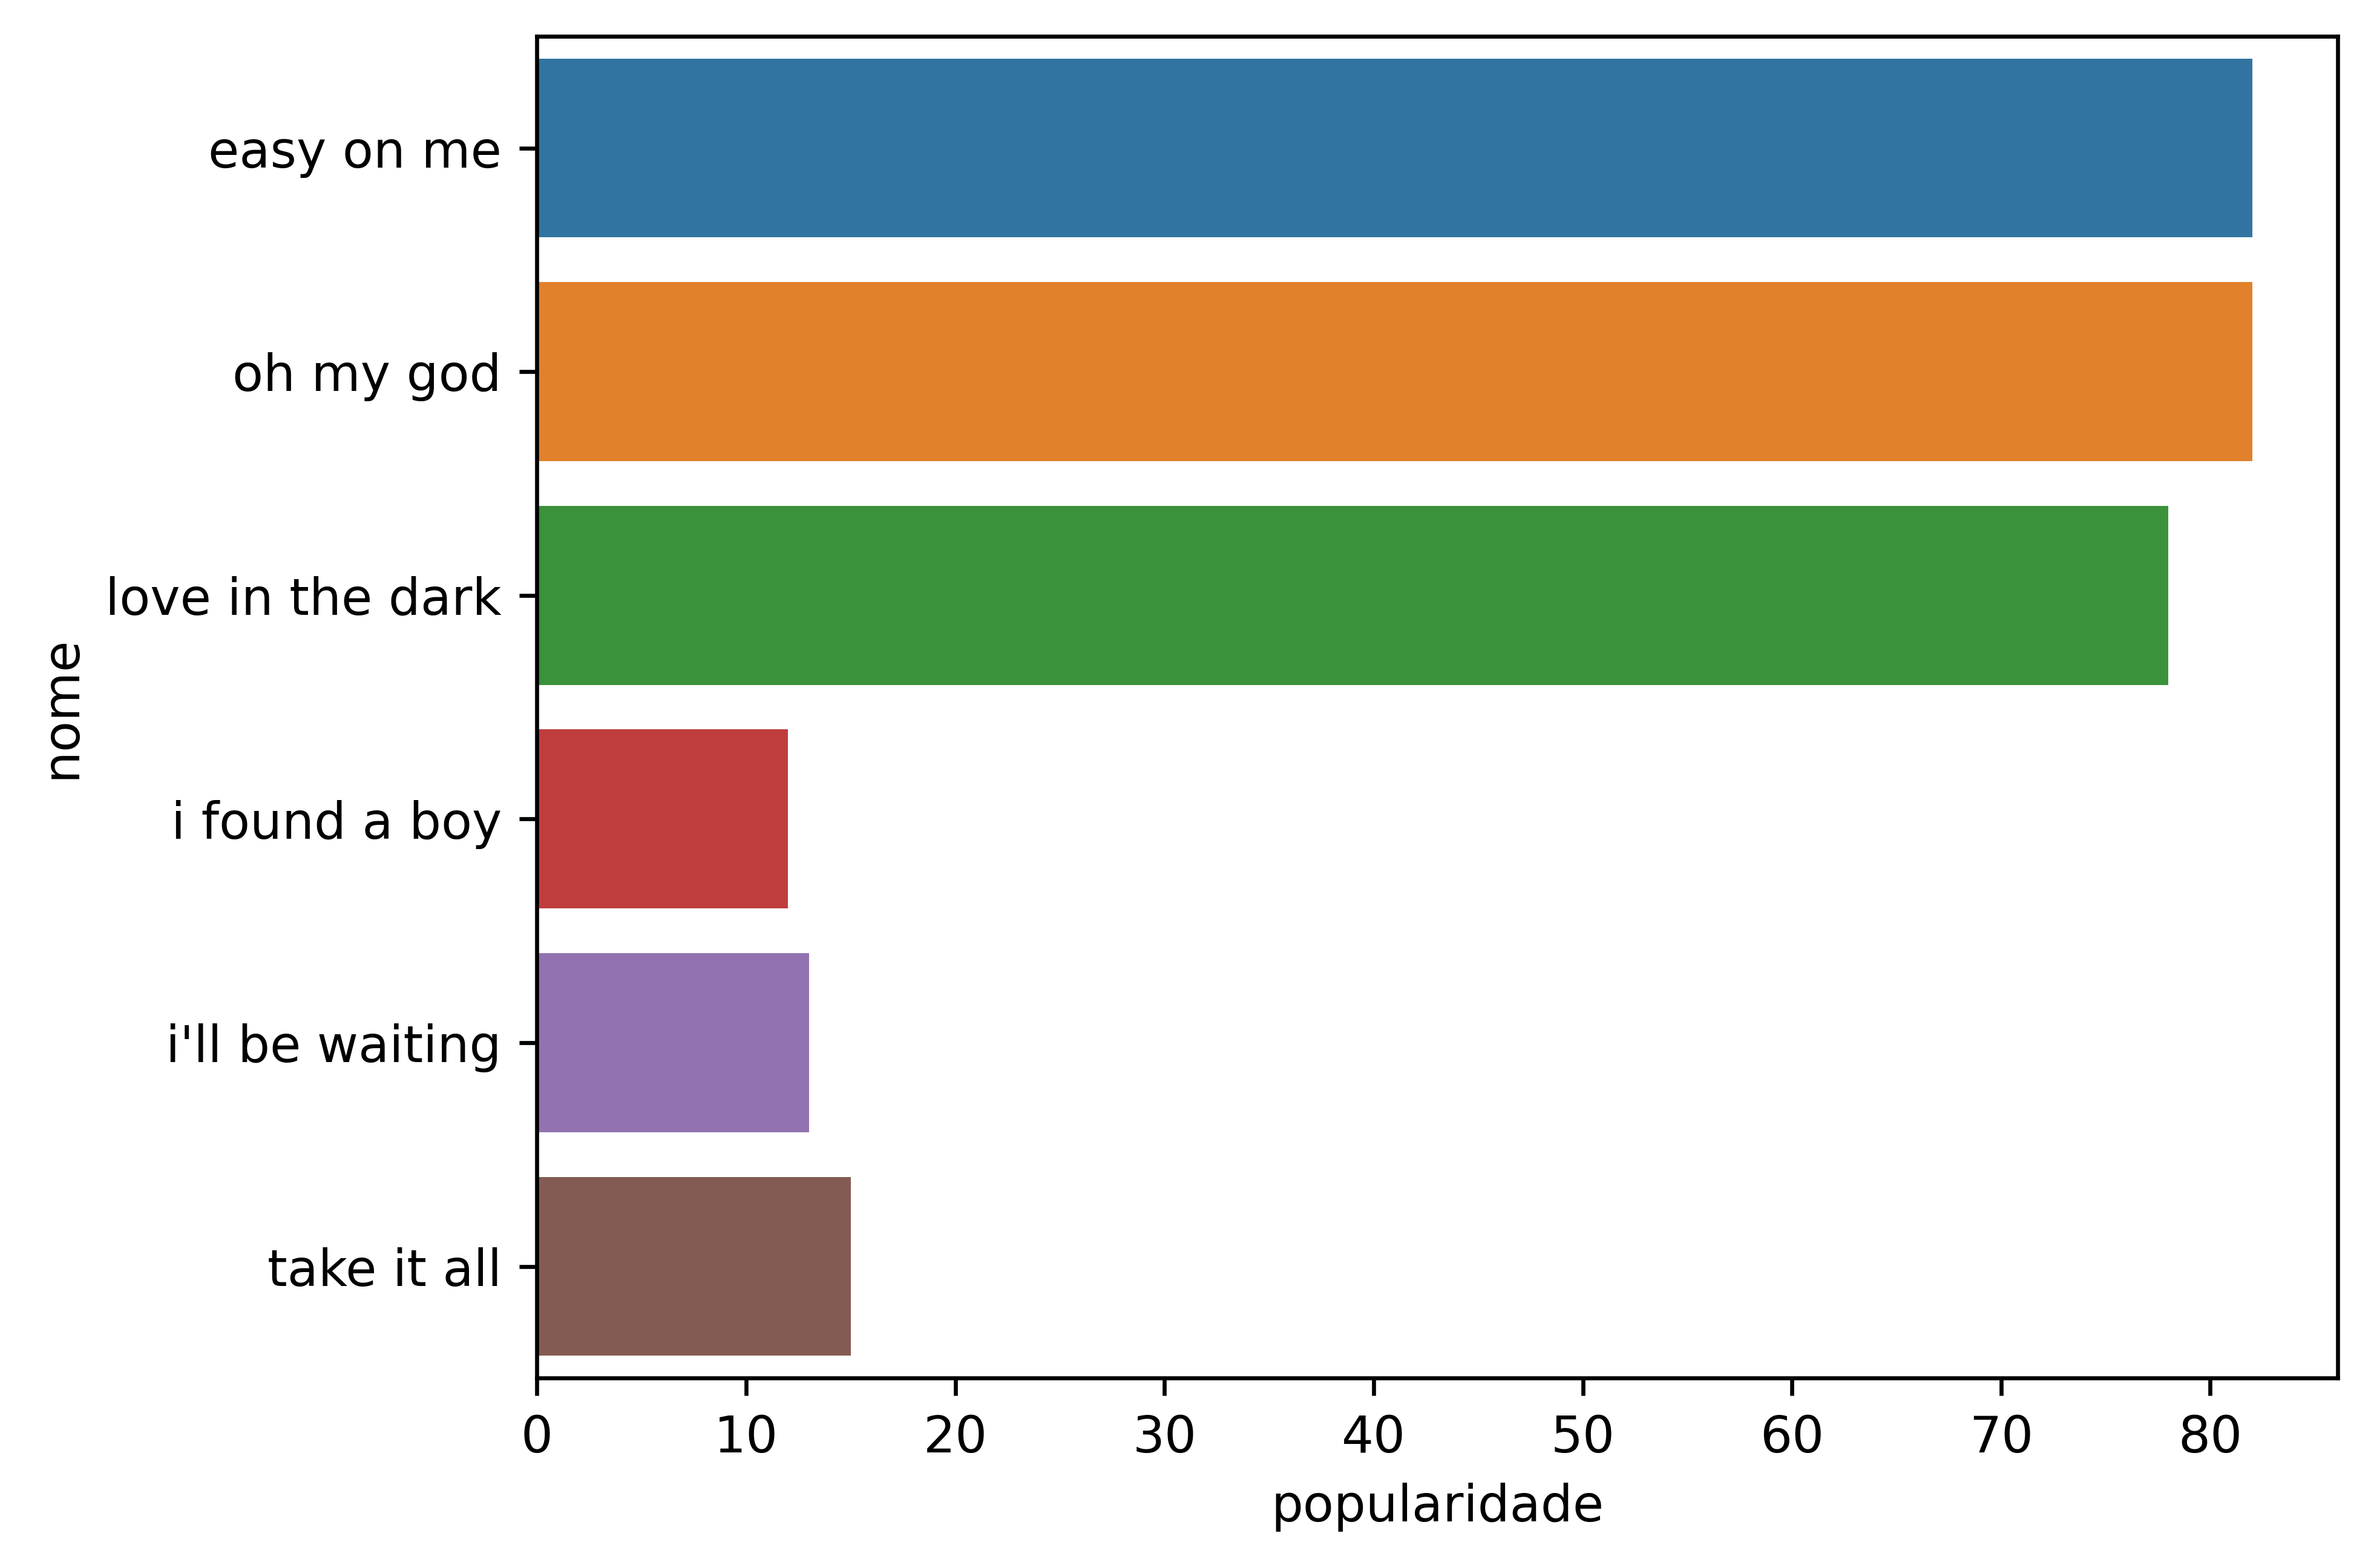 easy on me
oh my god
love in the dark
i found a boy
i'll be waiting
take it all
nome
0 10 20 30 40 50 60 70 80
popularidade